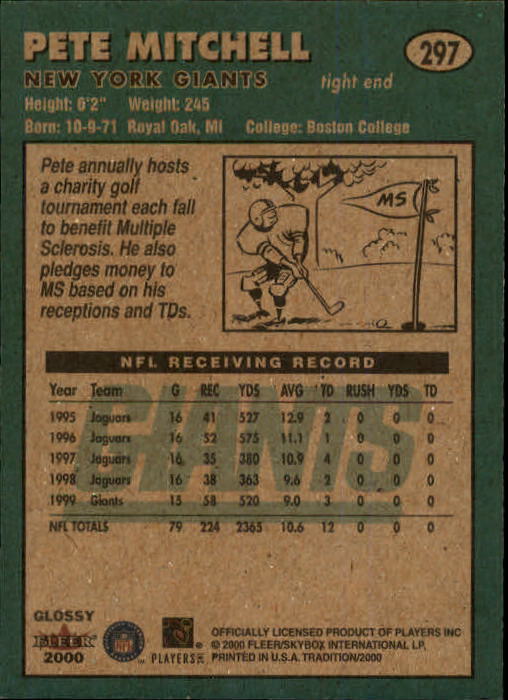 PETE MITCHELL
297
NEW YORK GIANTS tight end
Height: 6'2" Weight: 245
Born: 10-9-71 Royal Oak, MI College: Boston College
Pete annually hosts
a charity golf
tournament each fall
to benefit Multiple
Sclerosis. He also
pledges money to
MS based on his
receptions and TDs.
MS
NFL RECEIVING RECORD
Year Team G REC YDS AVG TD RUSH YDS TD
1995 Jaguars 16 41 527 12.9 2 0 0 0
1996 Jaguars 16 52 575 11.1 1 0 0 0
1997 Jaguars 16 35 380 10.9 4 0 0 0
1998 Jaguars 16 38 363 9.6 2 0 0 0
1999 Giants 15 58 520 9.0 3 0 0 0
NFL TOTALS 79 224 2365 10.6 12 0 0 0
GIANTS
GLOSSY
FLEER
2000
NFL
PLAYERS
OFFICIALLY LICENSED PRODUCT OF PLAYERS INC
© 2000 FLEER/SKYBOX INTERNATIONAL LP,
PRINTED IN U.S.A. TRADITION/2000